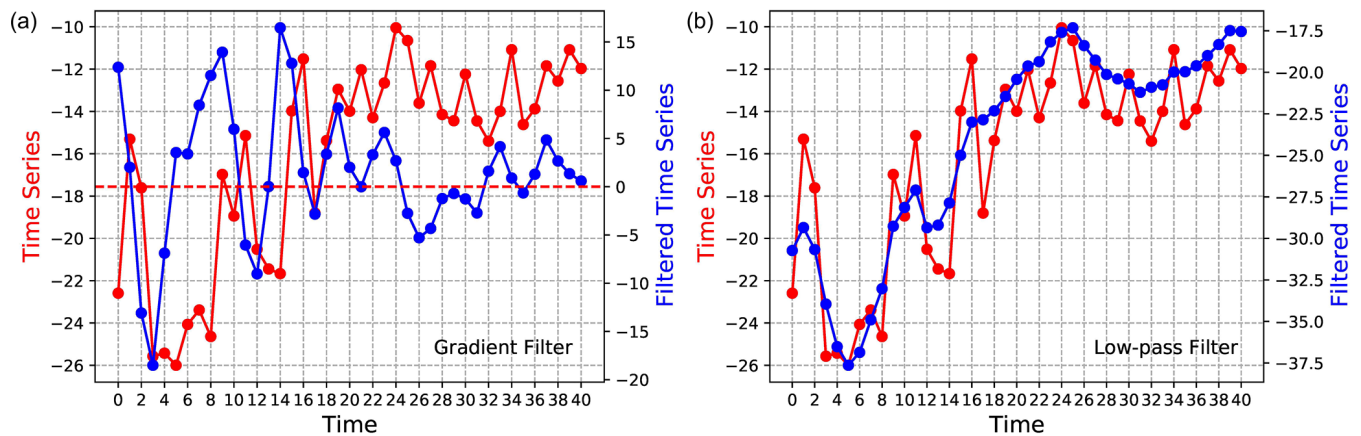 (a)
Time Series
−10
−12
−14
−16
−18
−20
−22
−24
−26
0 2 4 6 8 10 12 14 16 18 20 22 24 26 28 30 32 34 36 38 40
Time
Gradient Filter
15
10
5
0
−5
−10
−15
−20
Filtered Time Series
(b)
Time Series
−10
−12
−14
−16
−18
−20
−22
−24
−26
0 2 4 6 8 10 12 14 16 18 20 22 24 26 28 30 32 34 36 38 40
Time
Low-pass Filter
−17.5
−20.0
−22.5
−25.0
−27.5
−30.0
−32.5
−35.0
−37.5
Filtered Time Series